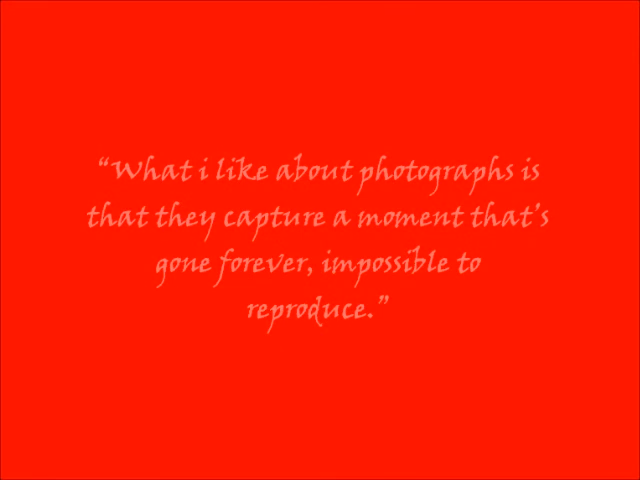 “What i like about photographs is
that they capture a moment that’s
gone forever, impossible to
reproduce.”